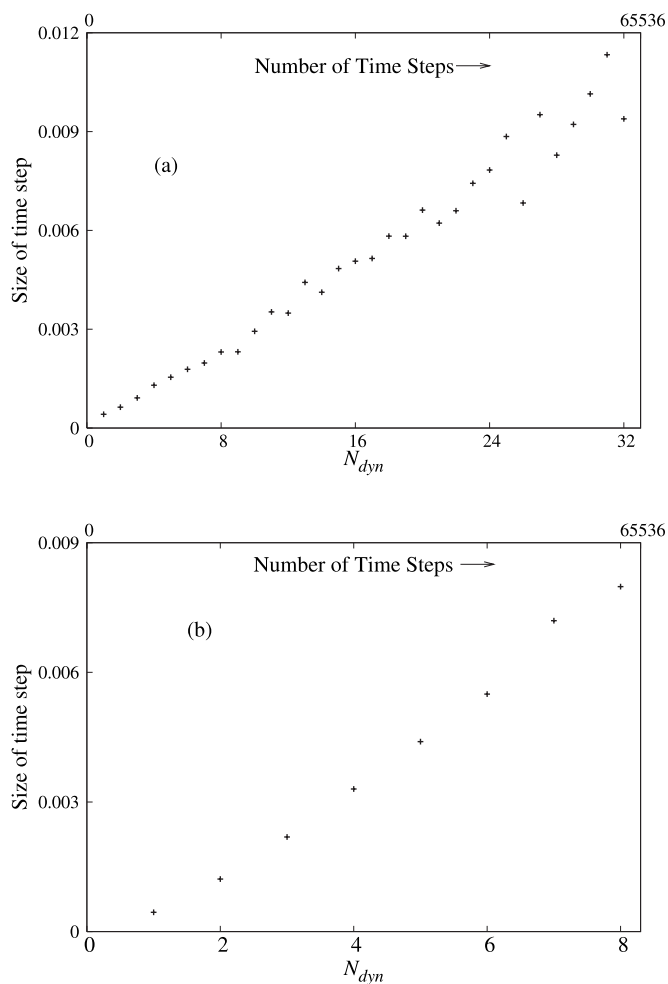 0 65536
0.012
Number of Time Steps
0.009
(a)
Size of time step
0.006
0.003
0
0 8 16 24 32
N_dyn
0 65536
0.009
Number of Time Steps
(b)
0.006
Size of time step
0.003
0
0 2 4 6 8
N_dyn